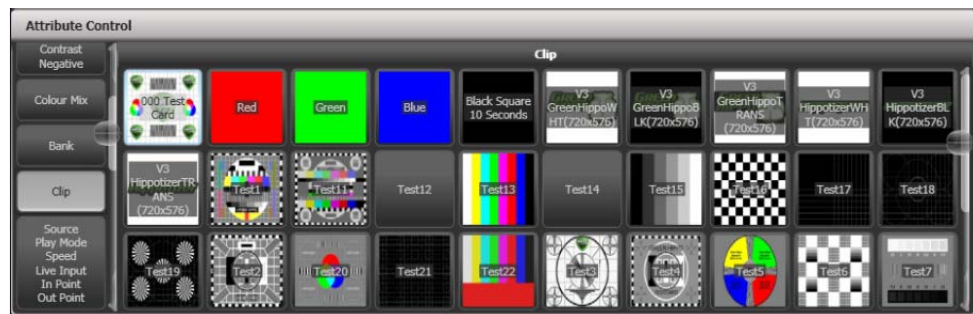 Attribute Control
Contrast
Negative
Colour Mix
Bank
Clip
Source
Play Mode
Speed
Live Input
In Point
Out Point
Clip
000 Test
Card
Red
Green
Blue
Black Square
10 Seconds
V3
GreenHippoW
HT(720x576)
V3
GreenHippoB
LK(720x576)
V3
GreenHippoT
RANS
(720x576)
V3
HippotizerWH
T(720x576)
V3
HippotizerBL
K(720x576)
V3
HippotizerTR
ANS
(720x576)
Test1
Test11
Test12
Test13
Test14
Test15
Test16
Test17
Test18
Test19
Test2
Test20
Test21
Test22
Test3
Test4
Test5
Test6
Test7